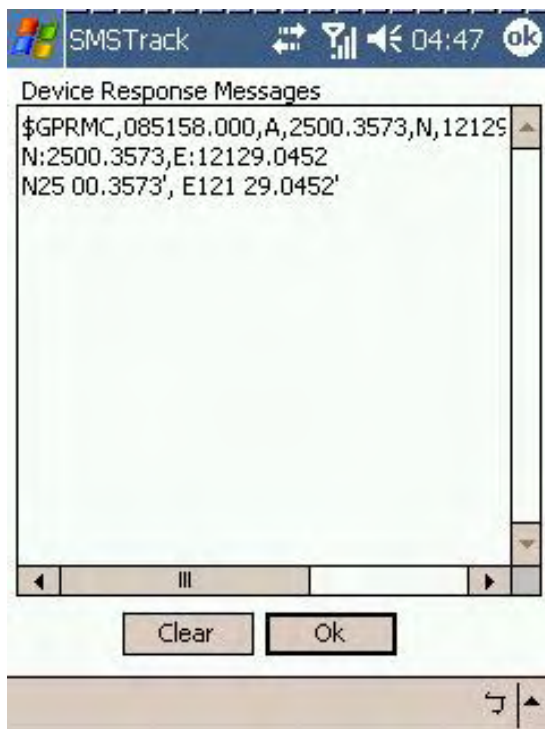 SMSTrack 04:47 ok
Device Response Messages
$GPRMC,085158.000,A,2500.3573,N,12129
N:2500.3573,E:12129.0452
N25 00.3573', E121 29.0452'
Clear Ok
ㄅ